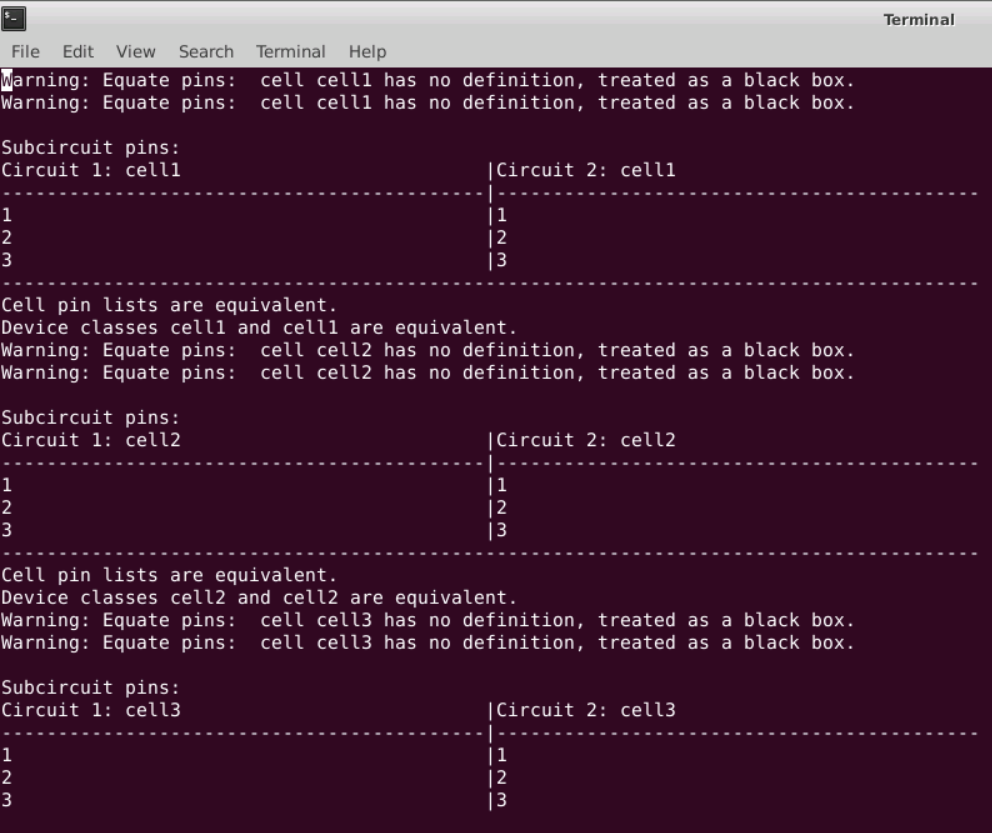 Terminal
File Edit View Search Terminal Help
Warning: Equate pins:  cell cell1 has no definition, treated as a black box.
Warning: Equate pins:  cell cell1 has no definition, treated as a black box.

Subcircuit pins:
Circuit 1: cell1                           |Circuit 2: cell1
-------------------------------------------|-------------------------------------------
1                                          |1
2                                          |2
3                                          |3
---------------------------------------------------------------------------------------
Cell pin lists are equivalent.
Device classes cell1 and cell1 are equivalent.
Warning: Equate pins:  cell cell2 has no definition, treated as a black box.
Warning: Equate pins:  cell cell2 has no definition, treated as a black box.

Subcircuit pins:
Circuit 1: cell2                           |Circuit 2: cell2
-------------------------------------------|-------------------------------------------
1                                          |1
2                                          |2
3                                          |3
---------------------------------------------------------------------------------------
Cell pin lists are equivalent.
Device classes cell2 and cell2 are equivalent.
Warning: Equate pins:  cell cell3 has no definition, treated as a black box.
Warning: Equate pins:  cell cell3 has no definition, treated as a black box.

Subcircuit pins:
Circuit 1: cell3                           |Circuit 2: cell3
-------------------------------------------|-------------------------------------------
1                                          |1
2                                          |2
3                                          |3